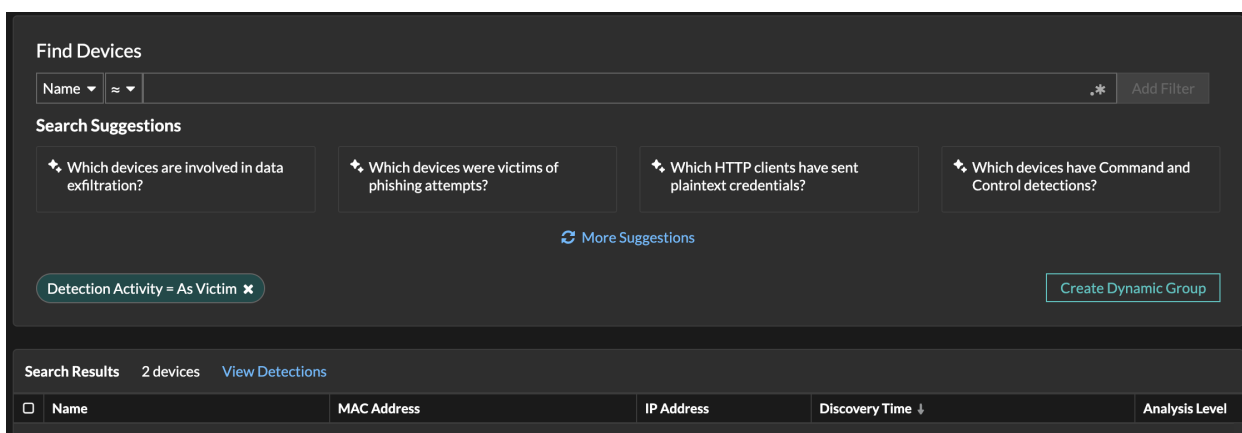 Find Devices
Name ≈ .* Add Filter
Search Suggestions
Which devices are involved in data exfiltration?
Which devices were victims of phishing attempts?
Which HTTP clients have sent plaintext credentials?
Which devices have Command and Control detections?
More Suggestions
Detection Activity = As Victim ✖ Create Dynamic Group
Search Results 2 devices View Detections
Name MAC Address IP Address Discovery Time ↓ Analysis Level